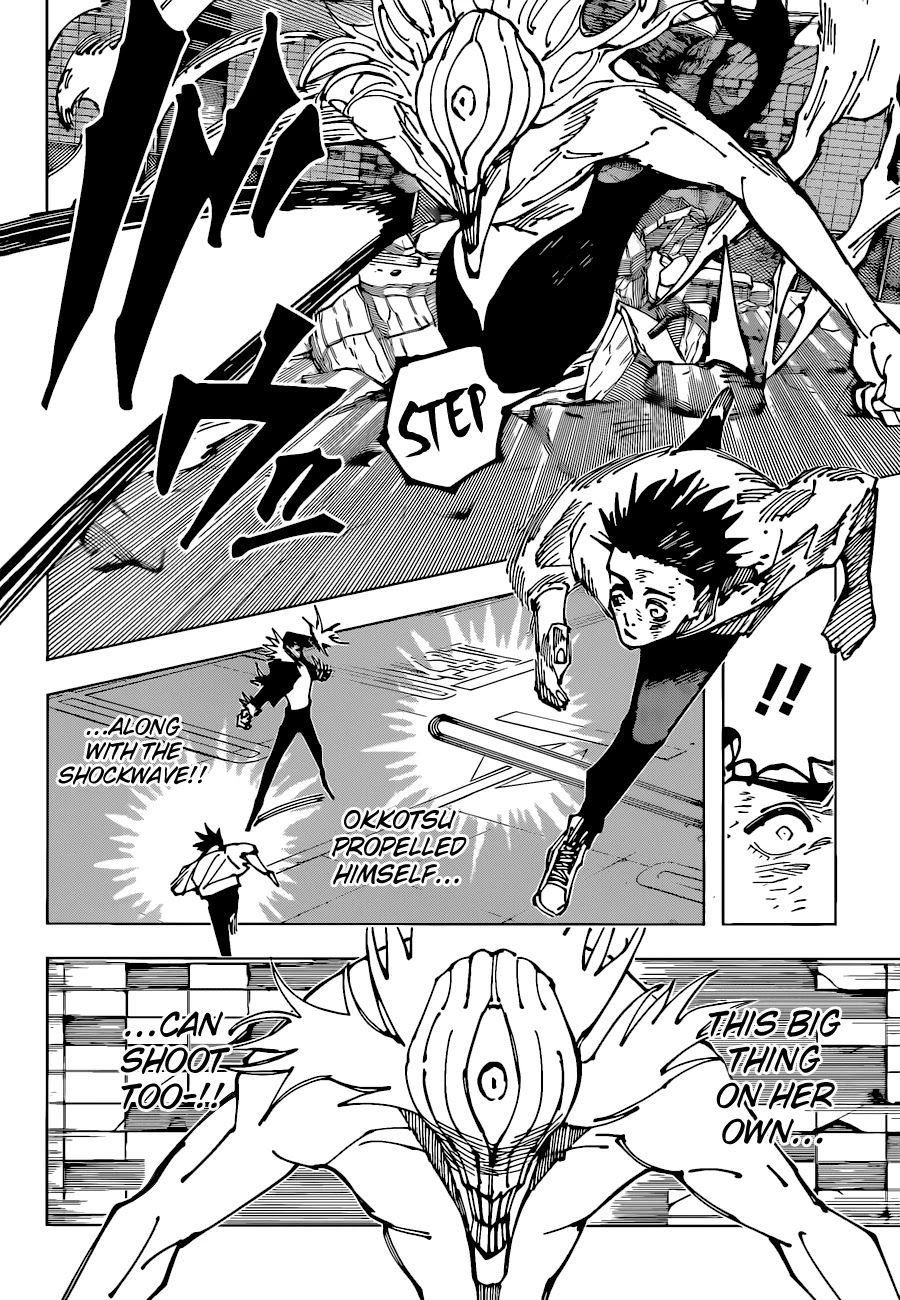 STEP
!!
OKKOTSU
PROPELLED
HIMSELF...
...ALONG
WITH THE
SHOCKWAVE!!
THIS BIG
THING
ON HER
OWN...
...CAN
SHOOT
TOO-!!